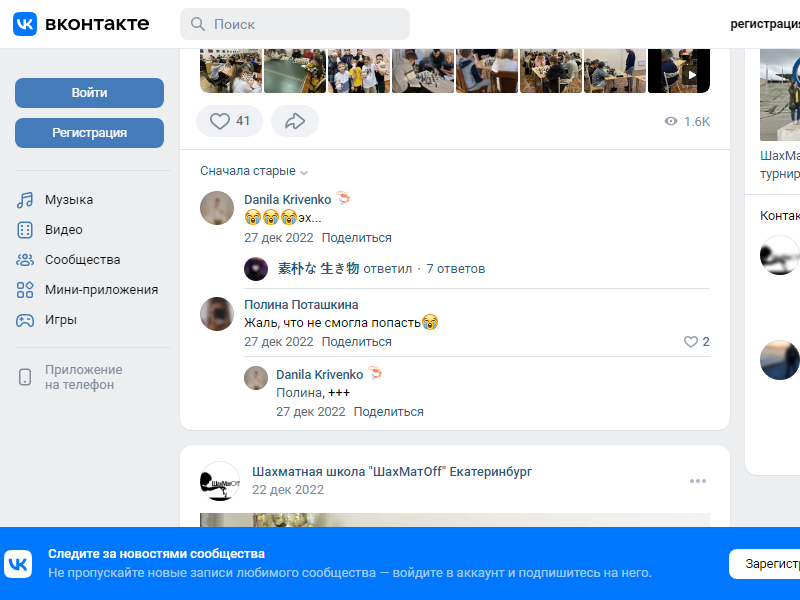 вконтакте
Поиск
регистрация
Войти
Регистрация
Музыка
Видео
Сообщества
Мини-приложения
Игры
Приложение
на телефон
41
1.6K
Сначала старые
Danila Krivenko 🦐
😭😭😭эх...
27 дек 2022 Поделиться
素朴な 生き物 ответил · 7 ответов
Полина Поташкина
Жаль, что не смогла попасть😭
27 дек 2022 Поделиться
2
Danila Krivenko 🦐
Полина, +++
27 дек 2022 Поделиться
Шахматная школа "ШахМатOff" Екатеринбург
22 дек 2022
ШахМа
турнир
Контак
Следите за новостями сообщества
Не пропускайте новые записи любимого сообщества — войдите в аккаунт и подпишитесь на него.
Зарегистр